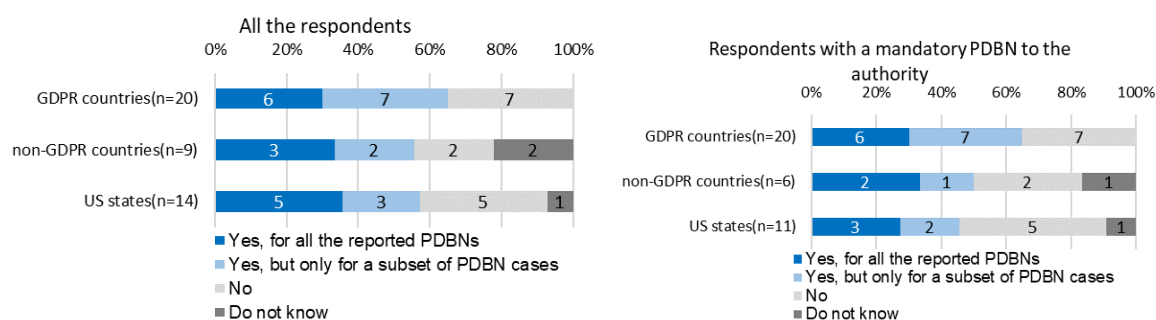 All the respondents
0% 20% 40% 60% 80% 100%
GDPR countries(n=20) 6 7 7
non-GDPR countries(n=9) 3 2 2 2
US states(n=14) 5 3 5 1
Yes, for all the reported PDBNs
Yes, but only for a subset of PDBN cases
No
Do not know
Respondents with a mandatory PDBN to the
authority
0% 20% 40% 60% 80% 100%
GDPR countries(n=20) 6 7 7
non-GDPR countries(n=6) 2 1 2 1
US states(n=11) 3 2 5 1
Yes, for all the reported PDBNs
Yes, but only for a subset of PDBN cases
No
Do not know